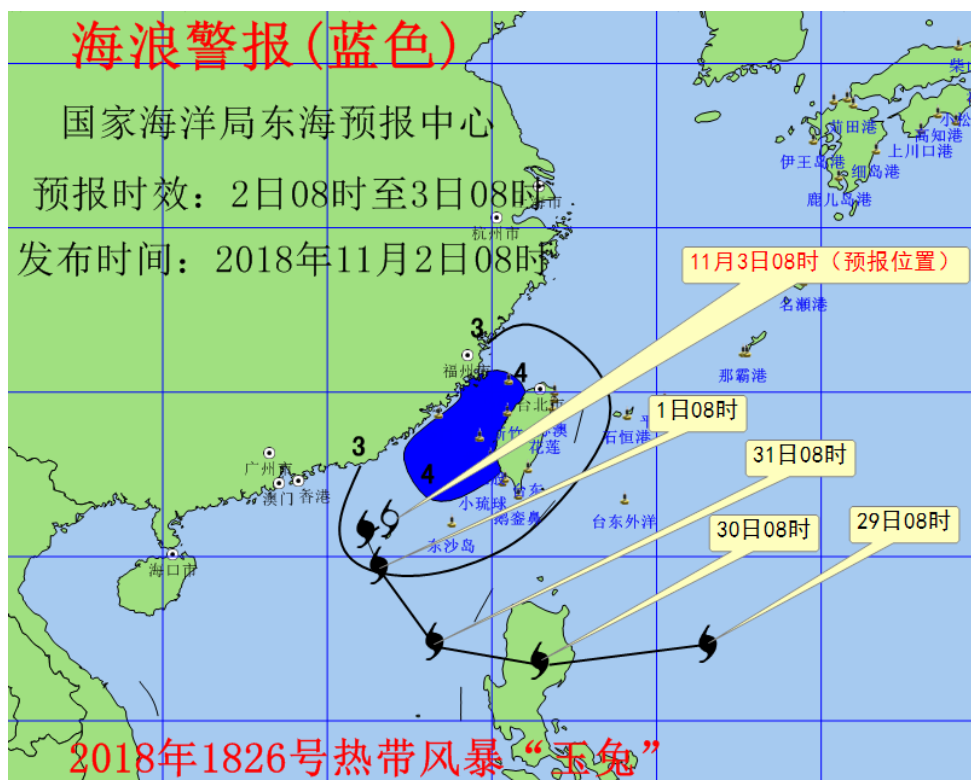 海浪警报(蓝色)
国家海洋局东海预报中心
预报时效：2日08时至3日08时
发布时间：2018年11月2日08时
11月3日08时（预报位置）
1日08时
31日08时
30日08时
29日08时
杭州市
福州市
台北市
广州市
澳门
香港
海口市
3
4
3
4
新竹
花莲
台东
小琉球
鹅銮鼻
东沙岛
石恒港
台东外洋
那霸港
名瀬港
鹿儿岛港
细岛港
伊王岛港
前田港
上川口港
高知港
小松
2018年1826号热带风暴“玉兔”